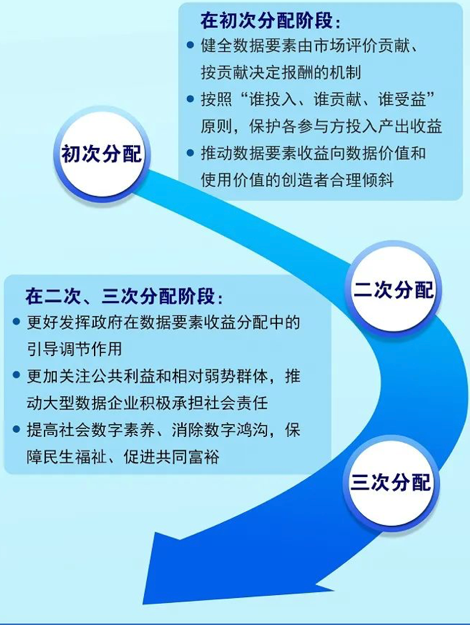 在初次分配阶段：
• 健全数据要素由市场评价贡献、
按贡献决定报酬的机制
• 按照“谁投入、谁贡献、谁受益”
原则，保护各参与方投入产出收益
• 推动数据要素收益向数据价值和
使用价值的创造者合理倾斜
初次分配
二次分配
在二次、三次分配阶段：
• 更好发挥政府在数据要素收益分配中的
引导调节作用
• 更加关注公共利益和相对弱势群体，推
动大型数据企业积极承担社会责任
• 提高社会数字素养、消除数字鸿沟，保
障民生福祉、促进共同富裕
三次分配